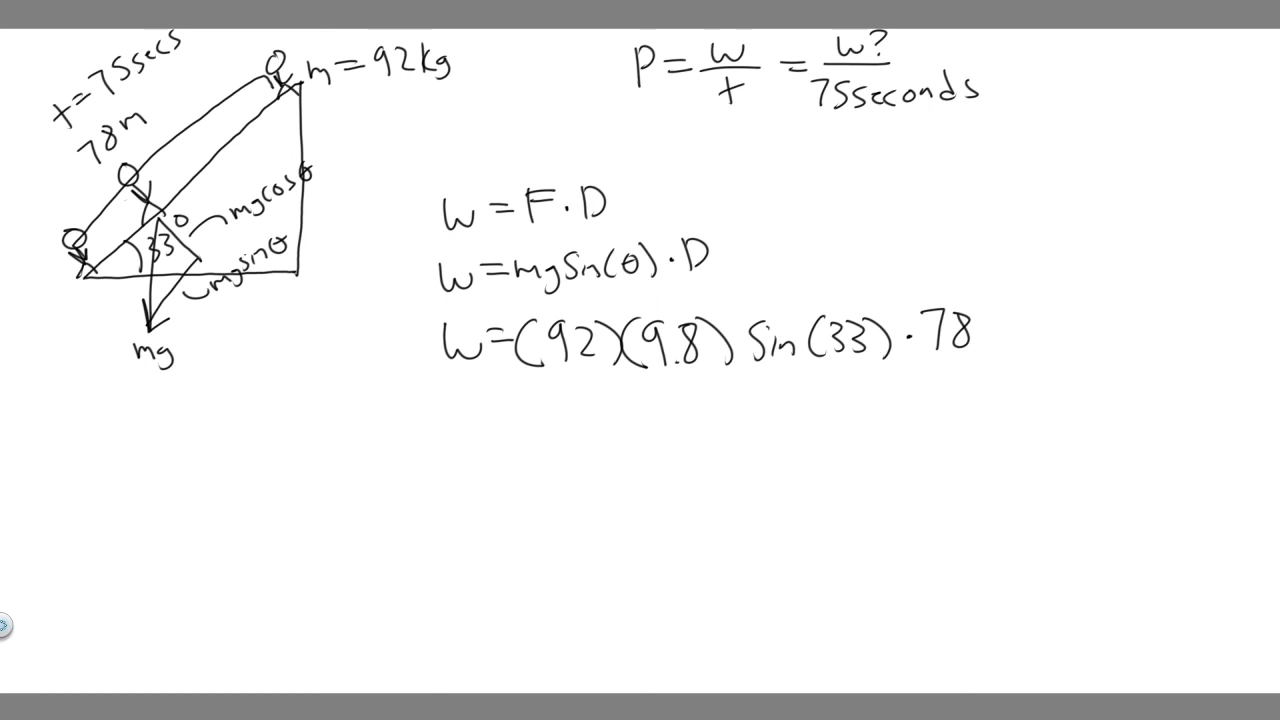 t=75secs
78m
m=92kg
mgcosθ
θ
33
mgsinθ
mg
P=w/t=w?/75seconds
w=F·D
w=mgSin(θ)·D
w=(92)(9.8) Sin(33)·78